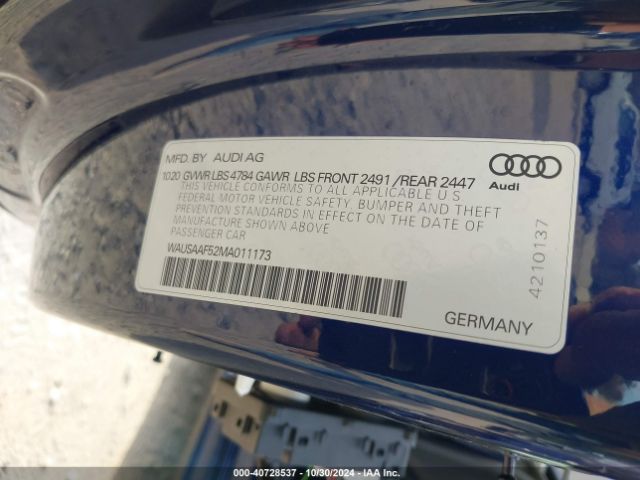 MFD. BY AUDI AG
10.20 GVWR LBS 4784 GAWR LBS FRONT 2491 /REAR 2447
THIS VEHICLE CONFORMS TO ALL APPLICABLE U S
FEDERAL MOTOR VEHICLE SAFETY, BUMPER AND THEFT
PREVENTION STANDARDS IN EFFECT ON THE DATE OF
MANUFACTURE SHOWN ABOVE
PASSENGER CAR
WAUSAAF52MA011173
Audi
4210137
GERMANY
000-40728537 - 10/30/2024 - IAA Inc.